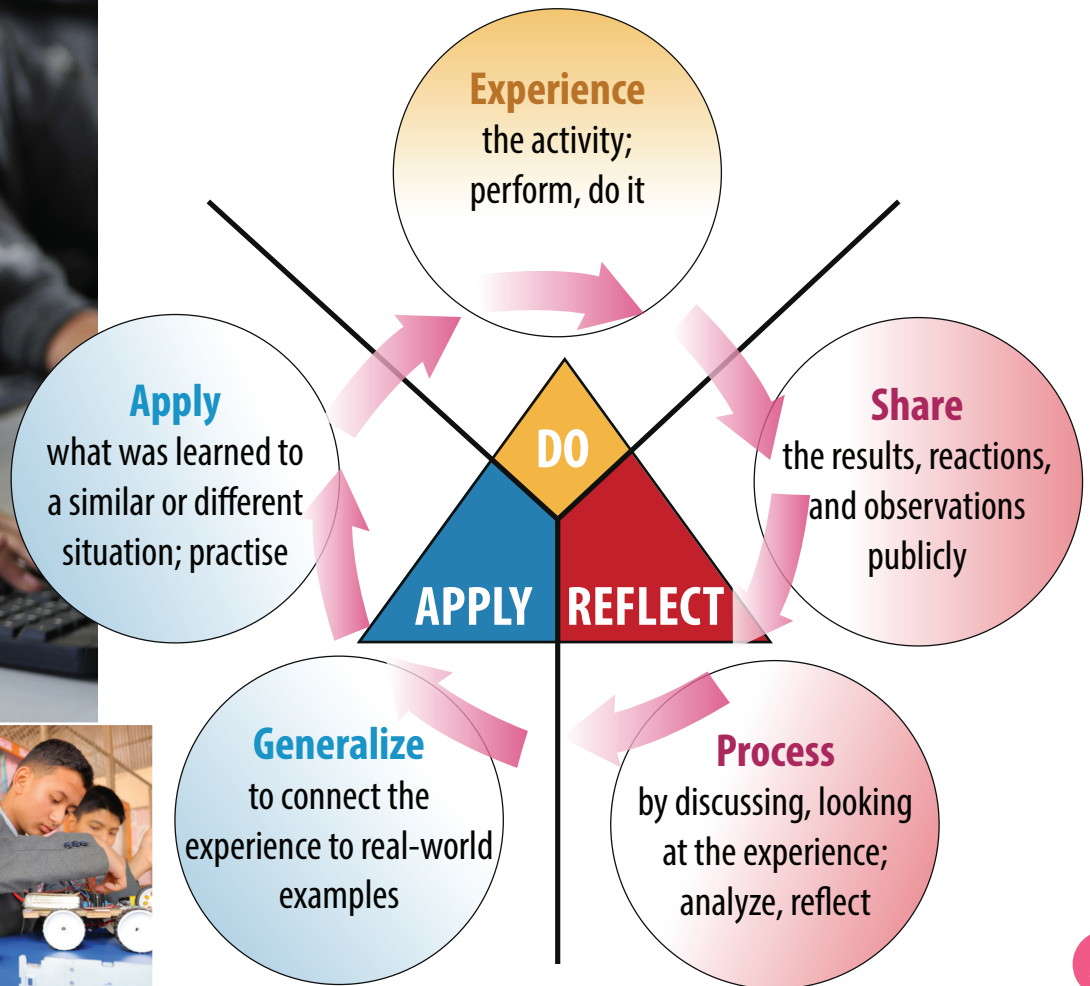 Experience
the activity;
perform, do it
Share
the results, reactions,
and observations
publicly
Process
by discussing, looking
at the experience;
analyze, reflect
Generalize
to connect the
experience to real-world
examples
Apply
what was learned to
a similar or different
situation; practise
DO
APPLY
REFLECT